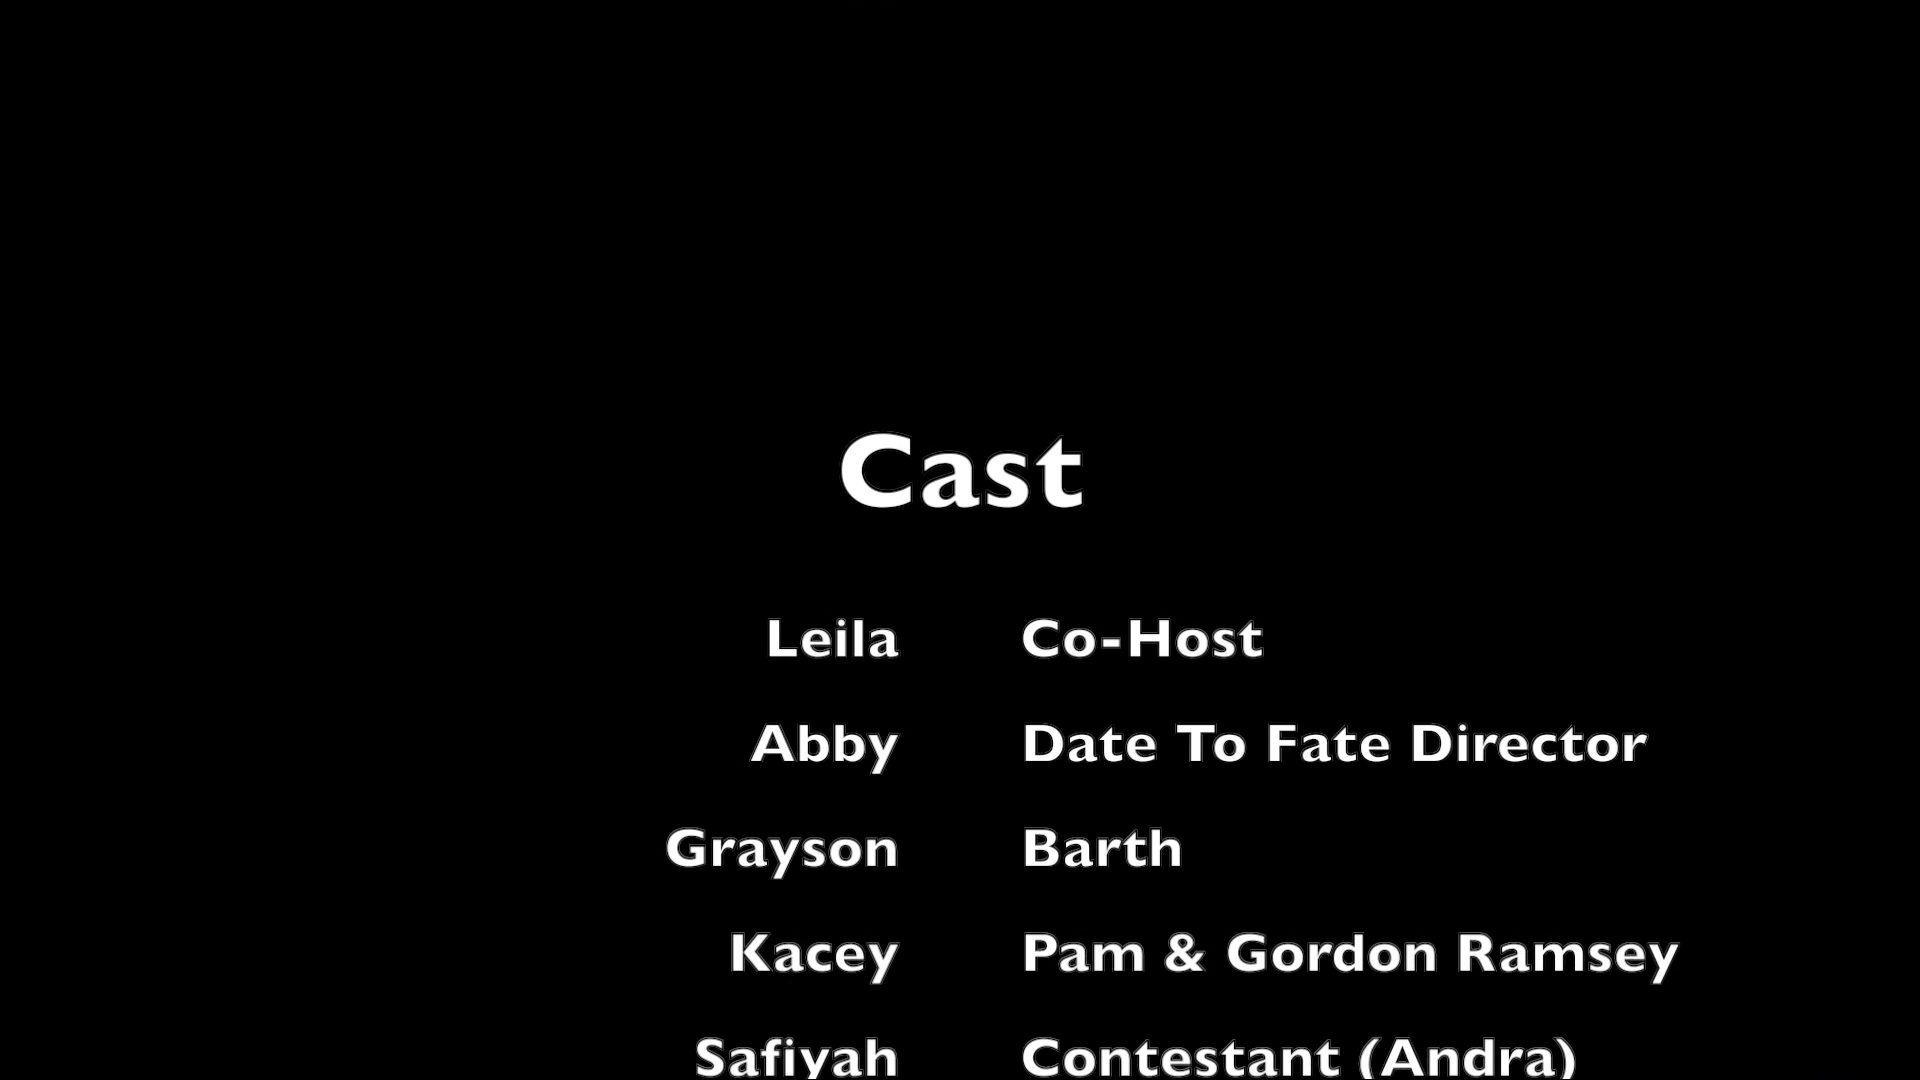 Cast
Leila Co-Host
Abby Date To Fate Director
Grayson Barth
Kacey Pam & Gordon Ramsey
Safiyah Contestant (Andra)